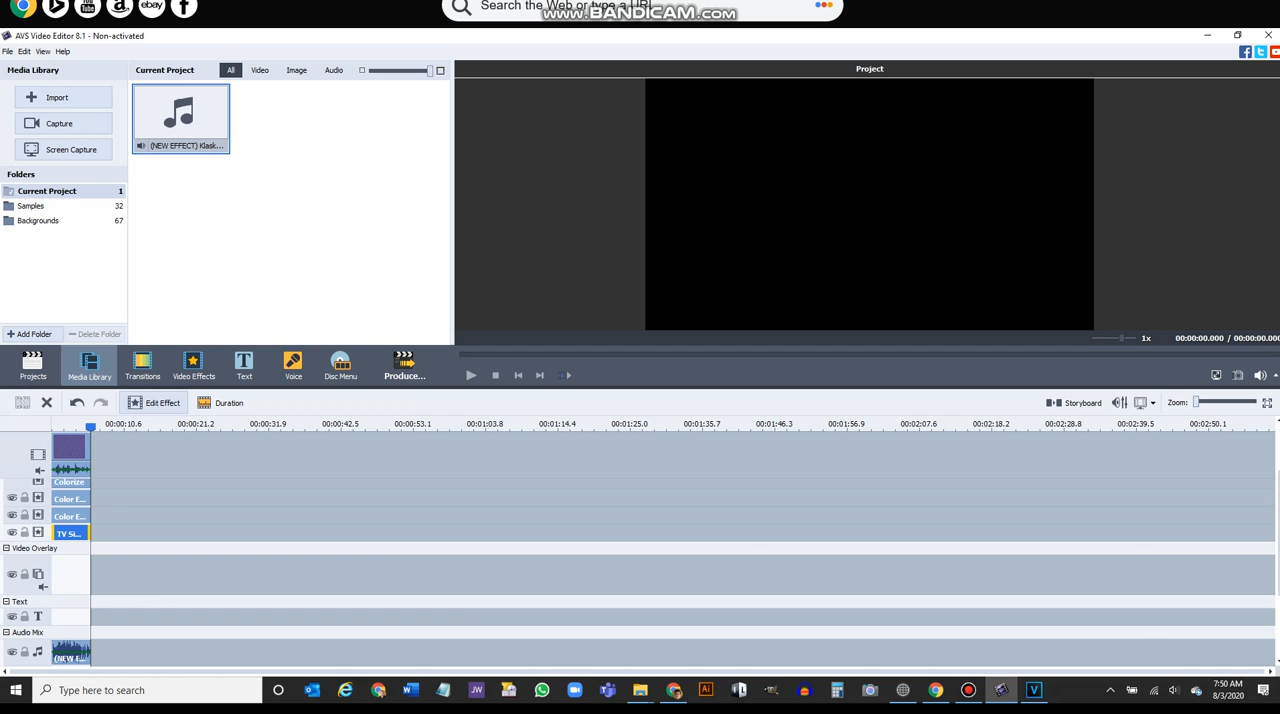 You
Tube
a
ebay
f
Search the Web or type a URL
www.BANDICAM.com
AVS Video Editor 8.1 - Non-activated
File Edit View Help
Media Library
Current Project
All
Video
Image
Audio
Project
Import
Capture
Screen Capture
(NEW EFFECT) Klask...
Folders
Current Project 1
Samples 32
Backgrounds 67
Add Folder
Delete Folder
1x
00:00:00.000 / 00:00:00.000
Projects
Media Library
Transitions
Video Effects
Text
Voice
Disc Menu
Produce...
Edit Effect
Duration
Storyboard
Zoom:
00:00:10.6 00:00:21.2 00:00:31.9 00:00:42.5 00:00:53.1 00:01:03.8 00:01:14.4 00:01:25.0 00:01:35.7 00:01:46.3 00:01:56.9 00:02:07.6 00:02:18.2 00:02:28.8 00:02:39.5 00:02:50.1
Colorize
Color E...
Color E...
TV Si...
Video Overlay
Text
T
Audio Mix
(NEW E...
Type here to search
JW
Ai
V
7:50 AM
8/3/2020